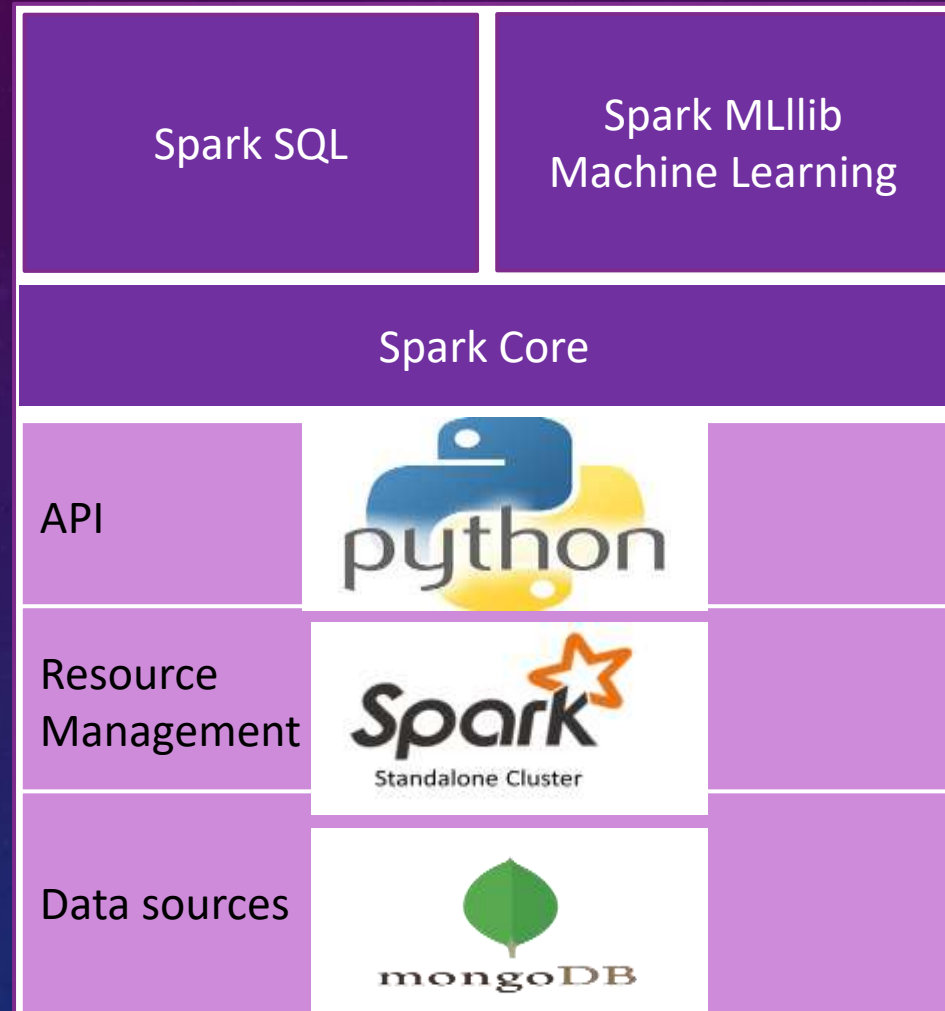 Spark SQL
Spark MLlib
Machine Learning
Spark Core
API
python
Resource
Management
Spark
Standalone Cluster
Data sources
mongoDB